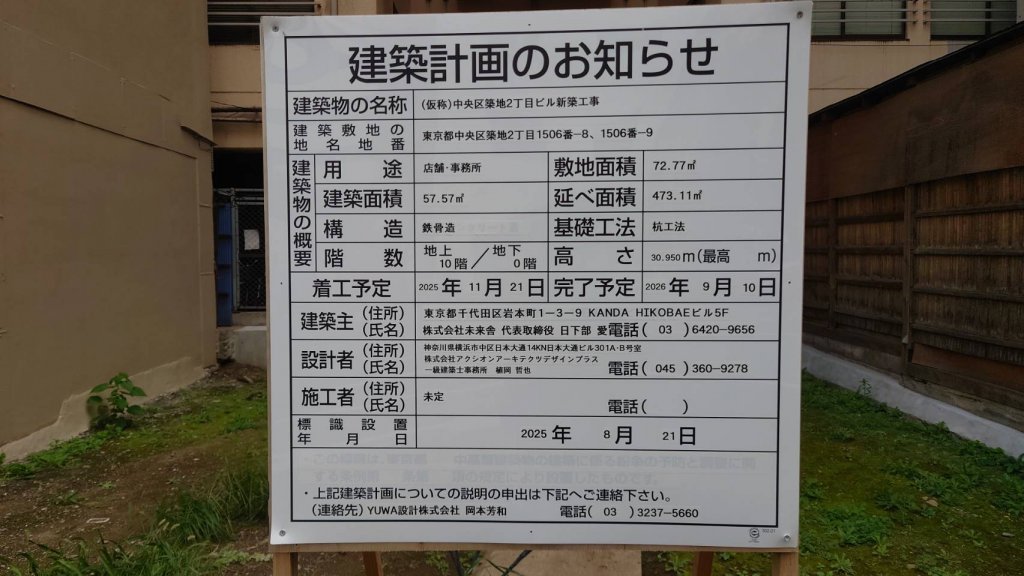 建築計画のお知らせ
建築物の名称 (仮称)中央区築地2丁目ビル新築工事
建築敷地の地名地番 東京都中央区築地2丁目1506番-8、1506番-9
建築物の概要
用途 店舗・事務所 敷地面積 72.77㎡
建築面積 57.57㎡ 延べ面積 473.11㎡
構造 鉄骨造 基礎工法 杭工法
階数 地上10階/地下0階 高さ 30.950m(最高 m)
着工予定 2025年11月21日 完了予定 2026年9月10日
建築主(住所)(氏名) 東京都千代田区岩本町1-3-9 KANDA HIKOBAEビル5F
株式会社未来舎 代表取締役 日下部 愛 電話(03)6420-9656
設計者(住所)(氏名) 神奈川県横浜市中区日本大通14KN日本大通ビル301A・B号室
株式会社アクシオンアーキテクツデザインプラス
一級建築士事務所 植岡 哲也 電話(045)360-9278
施工者(住所)(氏名) 未定
電話( )
標識設置年月日 2025年8月21日
・上記建築計画についての説明の申出は下記へご連絡下さい。
(連絡先)YUWA設計株式会社 岡本芳和 電話(03)3237-5660